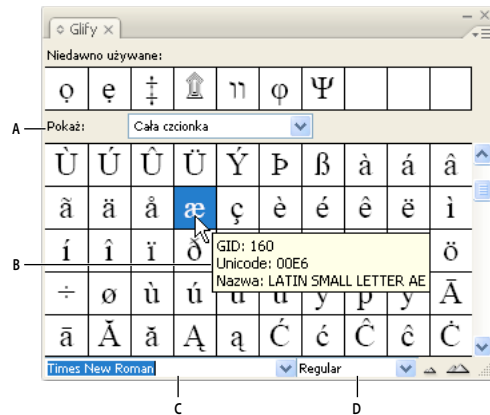 Glify ×
Niedawno używane:
ọ ẹ ‡ ۩ װ φ Ψ
A
Pokaż: Cała czcionka
Ù Ú Û Ü Ý Þ ß à á â
ã ä å æ ç è é ê ë ì
B
í î ï ð ö
GID: 160
Unicode: 00E6
Nazwa: LATIN SMALL LETTER AE
÷ ø ù ú Ā
ā Ă ă Ą ą Ć ć Ĉ ĉ Ċ
Times New Roman Regular
C D